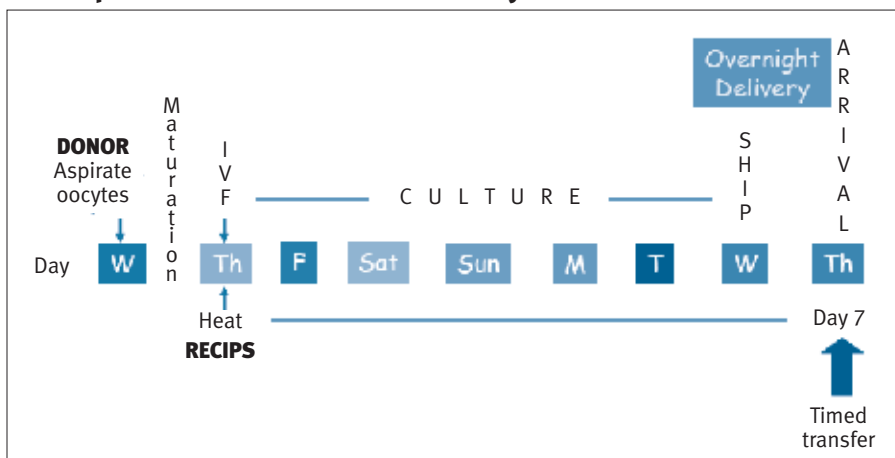 Overnight
Delivery
ARRIVAL
Maturation
DONOR
Aspirate
oocytes
IVF
SHIP
CULTURE
Day W Th F Sat Sun M T W Th
Heat
RECIPS
Day 7
Timed
transfer